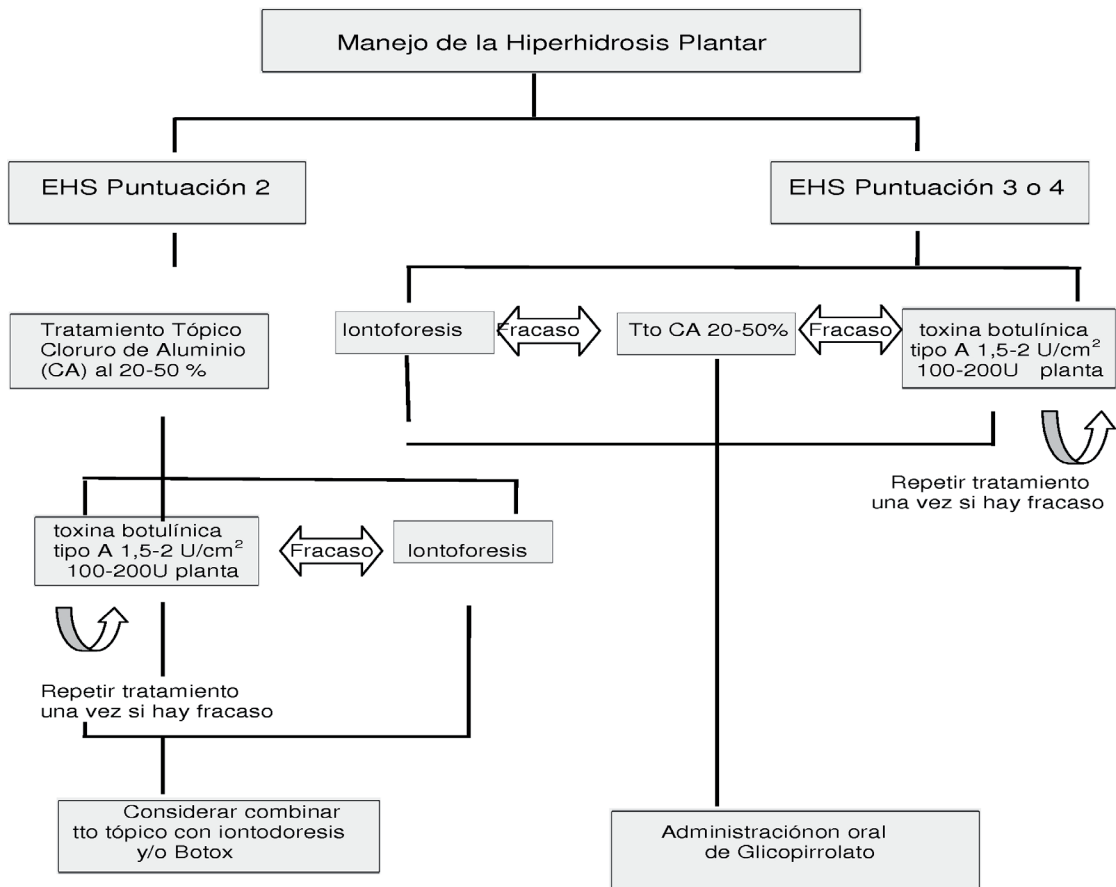 Manejo de la Hiperhidrosis Plantar
EHS Puntuación 2
EHS Puntuación 3 o 4
Tratamiento Tópico
Cloruro de Aluminio
(CA) al 20-50 %
Iontoforesis
Fracaso
Tto CA 20-50%
Fracaso
toxina botulínica
tipo A 1,5-2 U/cm²
100-200U planta
Repetir tratamiento
una vez si hay fracaso
toxina botulínica
tipo A 1,5-2 U/cm²
100-200U planta
Fracaso
Iontoforesis
Repetir tratamiento
una vez si hay fracaso
Considerar combinar
tto tópico con iontodoresis
y/o Botox
Administraciónon oral
de Glicopirrolato